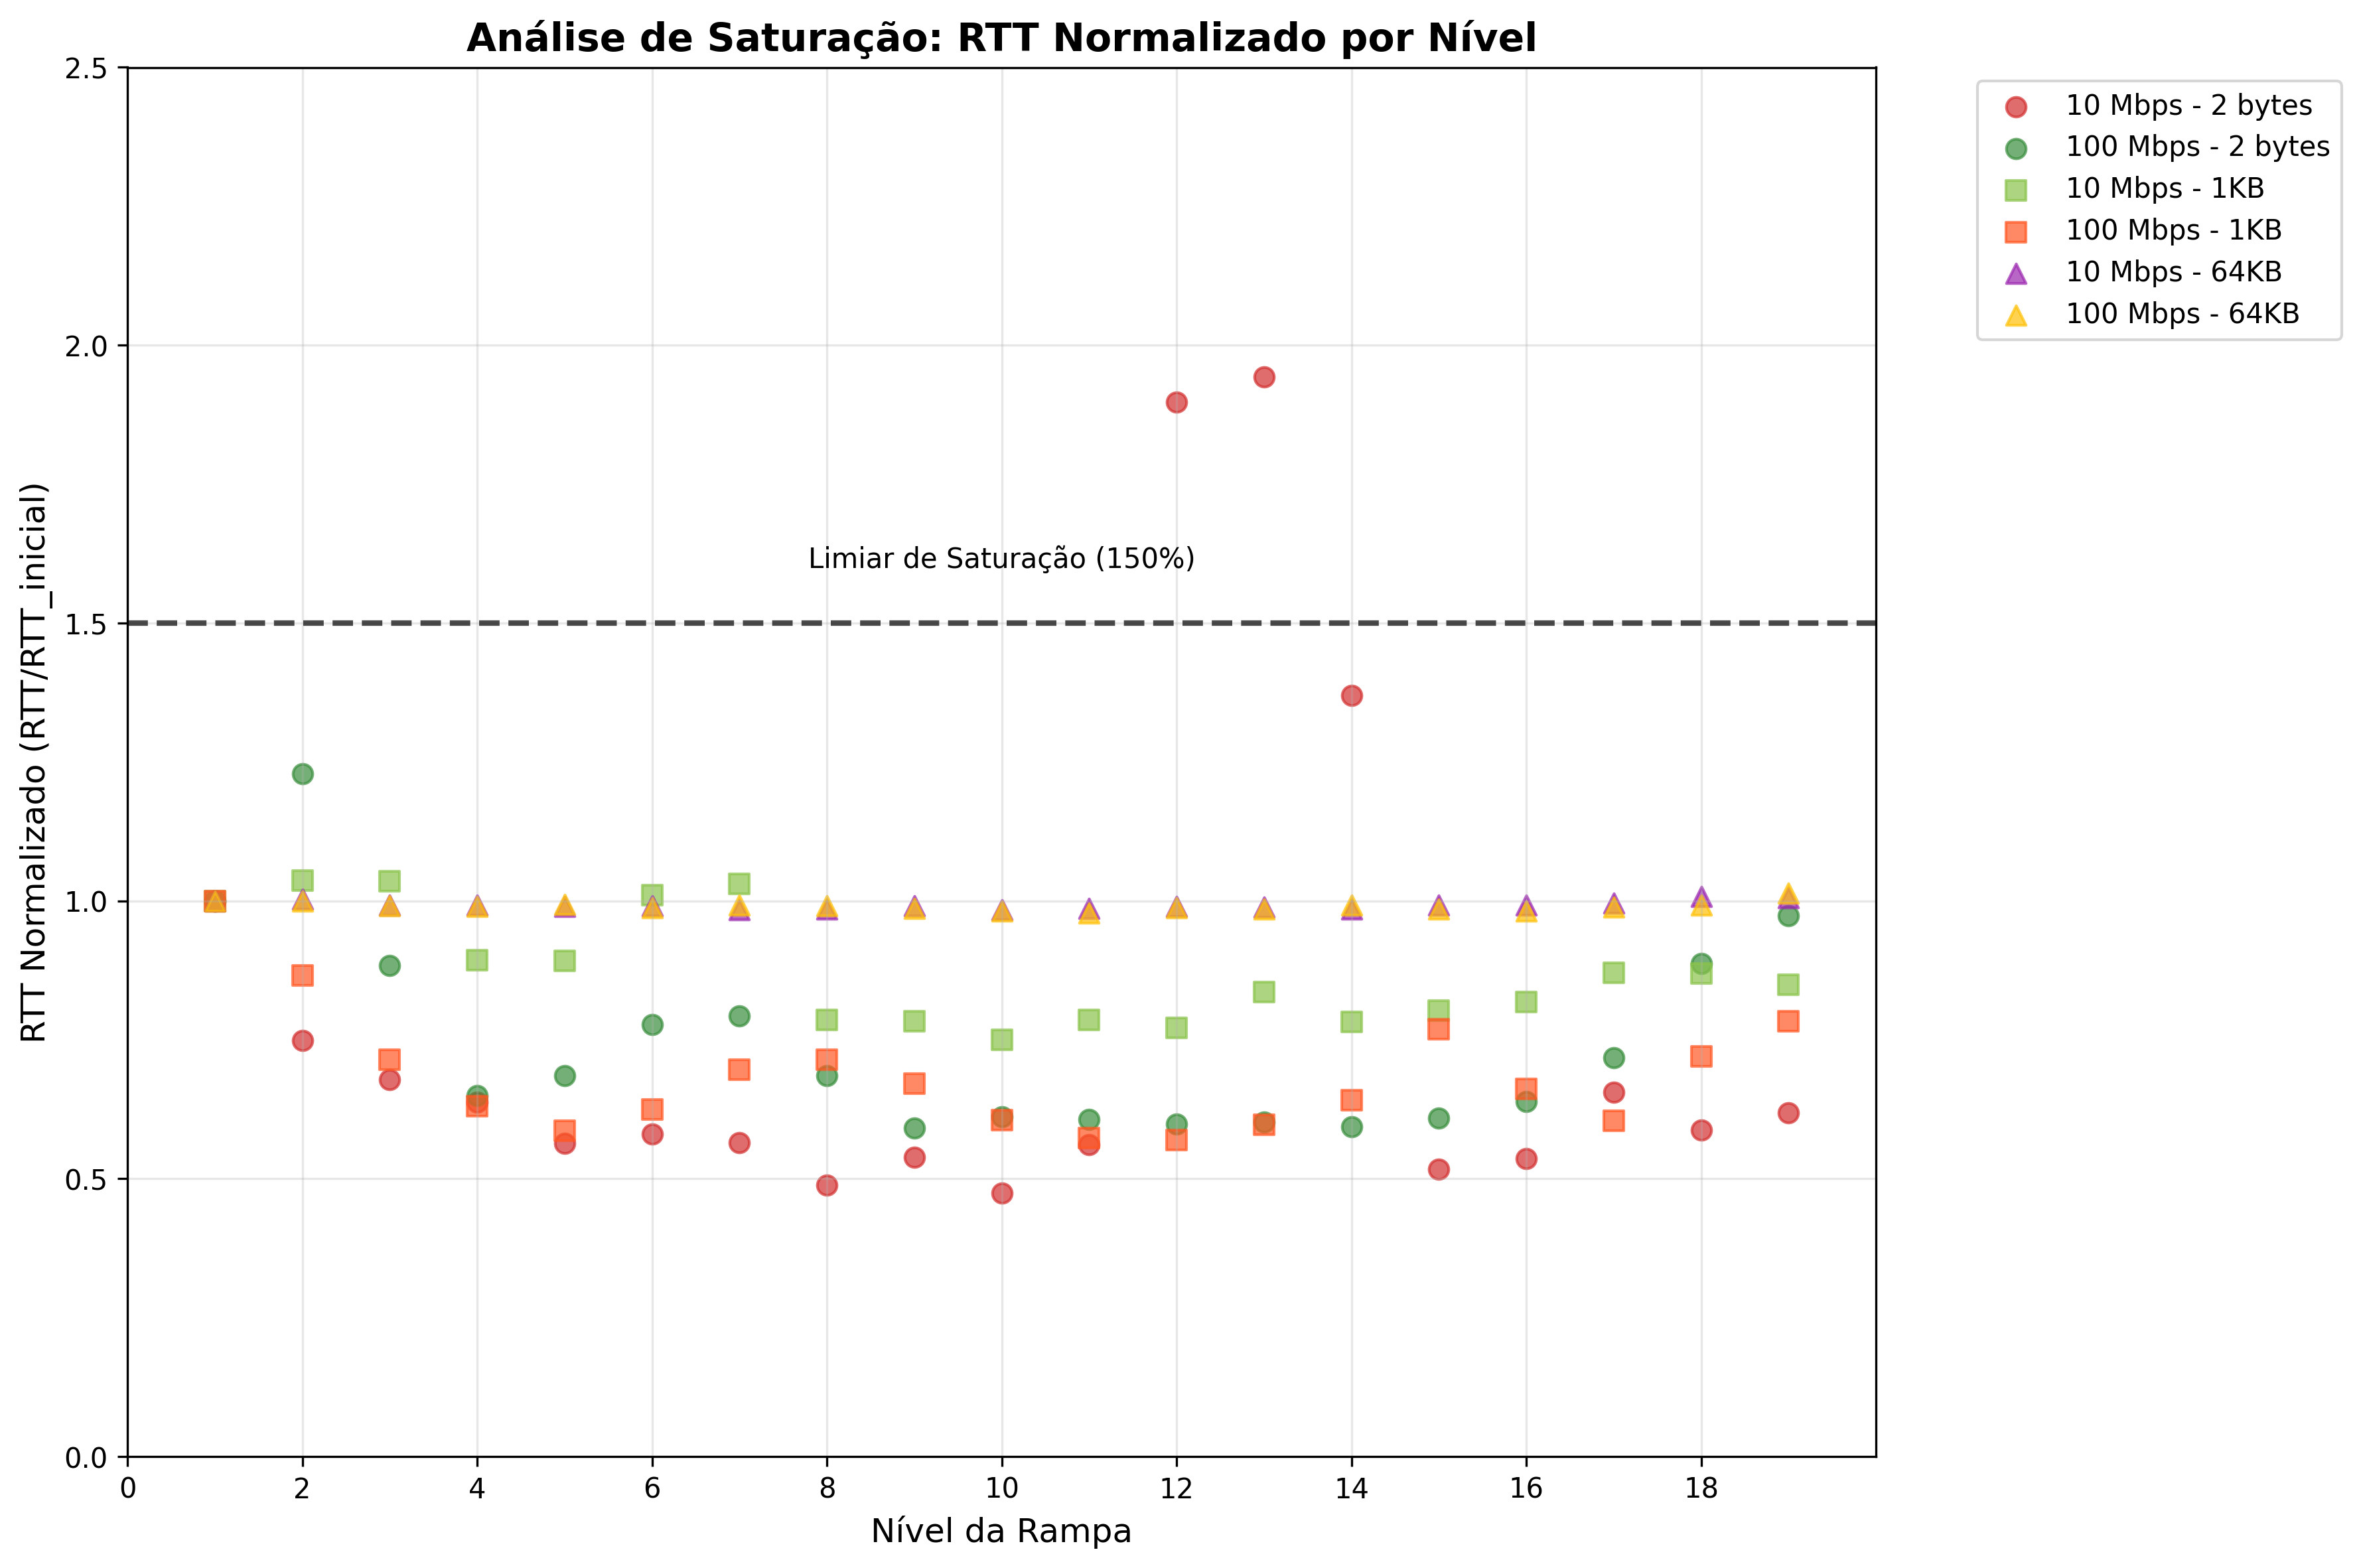 Análise de Saturação: RTT Normalizado por Nível
10 Mbps - 2 bytes
100 Mbps - 2 bytes
10 Mbps - 1KB
100 Mbps - 1KB
10 Mbps - 64KB
100 Mbps - 64KB
RTT Normalizado (RTT/RTT_inicial)
2.5
2.0
1.5
1.0
0.5
0.0
Limiar de Saturação (150%)
0 2 4 6 8 10 12 14 16 18
Nível da Rampa